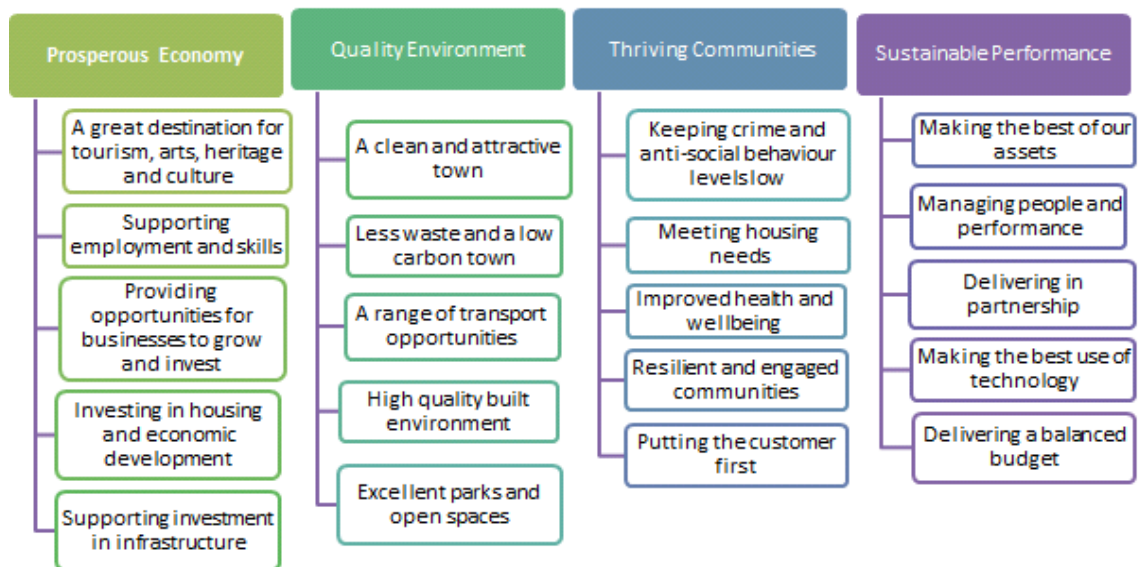 Prosperous Economy
A great destination for
tourism, arts, heritage
and culture
Supporting
employment and skills
Providing
opportunities for
businesses to grow
and invest
Investing in housing
and economic
development
Supporting investment
in infrastructure
Quality Environment
A clean and attractive
town
Less waste and a low
carbon town
A range of transport
opportunities
High quality built
environment
Excellent parks and
open spaces
Thriving Communities
Keeping crime and
anti-social behaviour
levels low
Meeting housing
needs
Improved health and
wellbeing
Resilient and engaged
communities
Putting the customer
first
Sustainable Performance
Making the best of our
assets
Managing people and
performance
Delivering in
partnership
Making the best use of
technology
Delivering a balanced
budget